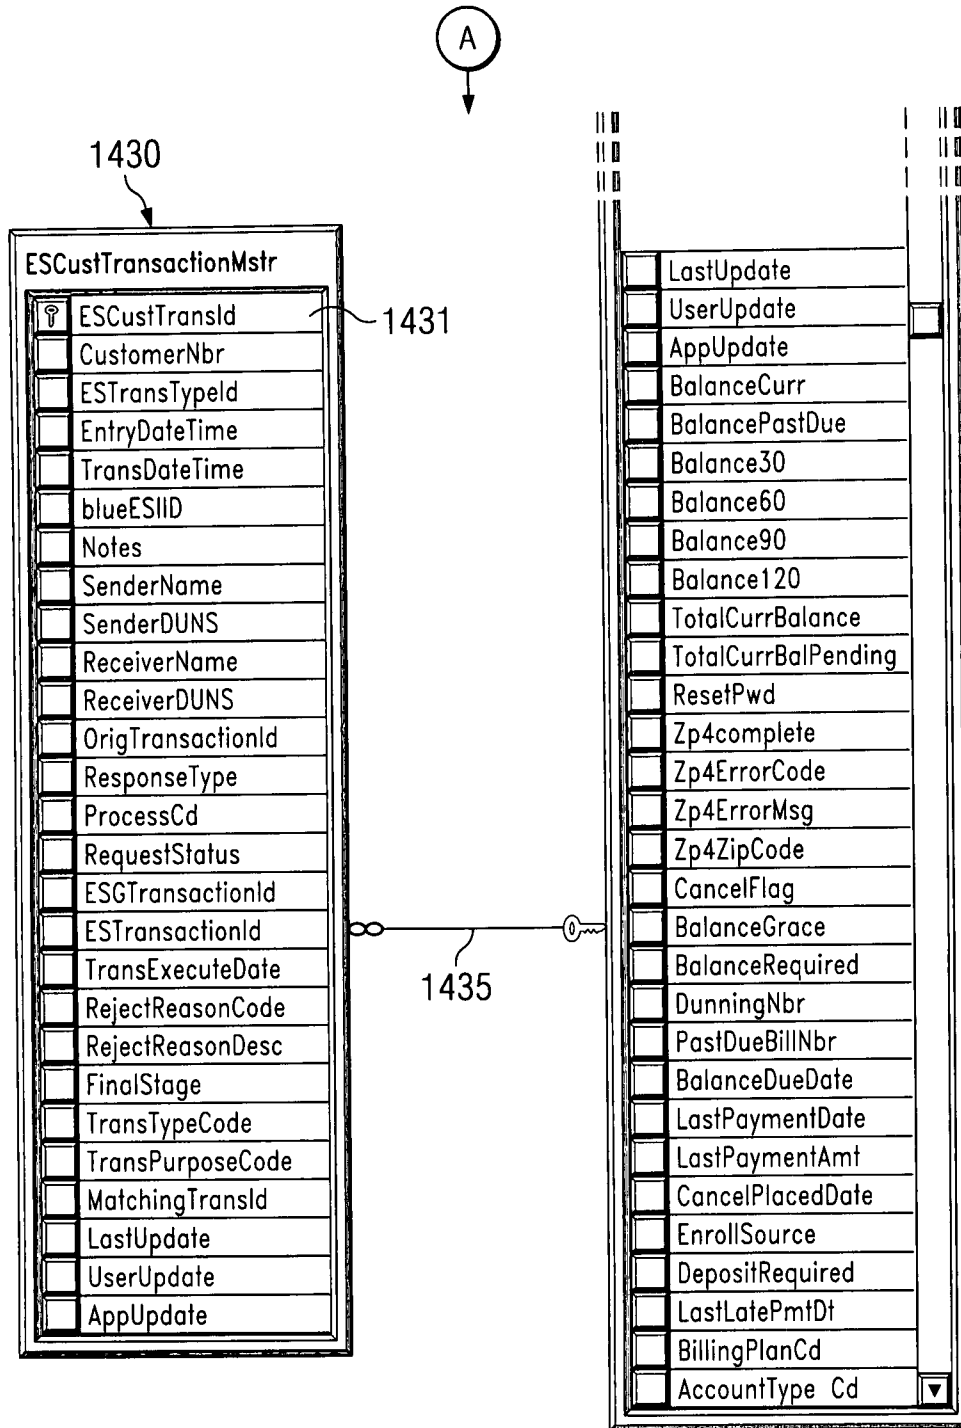 A
1430
ESCustTransactionMstr
ESCustTransId
1431
CustomerNbr
ESTransTypeId
EntryDateTime
TransDateTime
blueESIID
Notes
SenderName
SenderDUNS
ReceiverName
ReceiverDUNS
OrigTransactionId
ResponseType
ProcessCd
RequestStatus
ESGTransactionId
ESTransactionId
TransExecuteDate
RejectReasonCode
RejectReasonDesc
FinalStage
TransTypeCode
TransPurposeCode
MatchingTransId
LastUpdate
UserUpdate
AppUpdate
1435
LastUpdate
UserUpdate
AppUpdate
BalanceCurr
BalancePastDue
Balance30
Balance60
Balance90
Balance120
TotalCurrBalance
TotalCurrBalPending
ResetPwd
Zp4complete
Zp4ErrorCode
Zp4ErrorMsg
Zp4ZipCode
CancelFlag
BalanceGrace
BalanceRequired
DunningNbr
PastDueBillNbr
BalanceDueDate
LastPaymentDate
LastPaymentAmt
CancelPlacedDate
EnrollSource
DepositRequired
LastLatePmtDt
BillingPlanCd
AccountType Cd